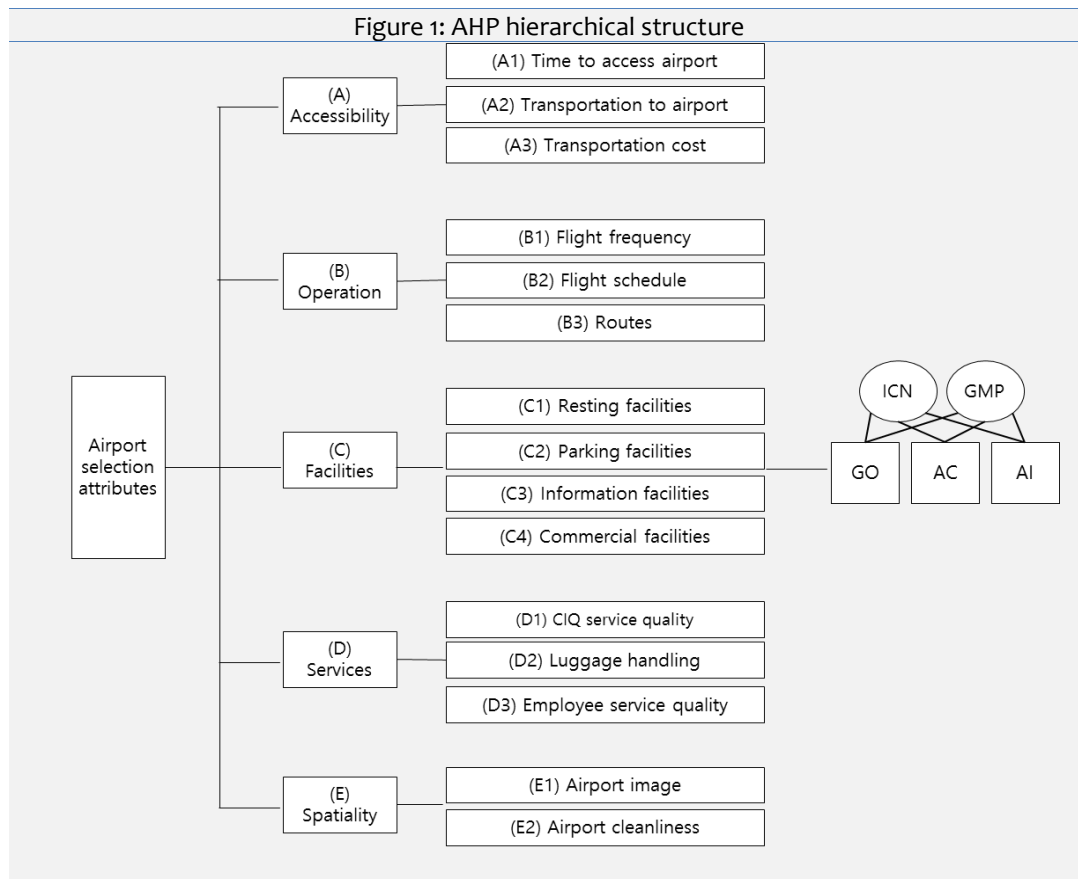 Figure 1: AHP hierarchical structure
(A1) Time to access airport
(A)
Accessibility
(A2) Transportation to airport
(A3) Transportation cost
(B1) Flight frequency
(B)
Operation
(B2) Flight schedule
(B3) Routes
Airport
selection
attributes
(C1) Resting facilities
(C)
Facilities
(C2) Parking facilities
(C3) Information facilities
(C4) Commercial facilities
ICN
GMP
GO
AC
AI
(D1) CIQ service quality
(D)
Services
(D2) Luggage handling
(D3) Employee service quality
(E1) Airport image
(E)
Spatiality
(E2) Airport cleanliness